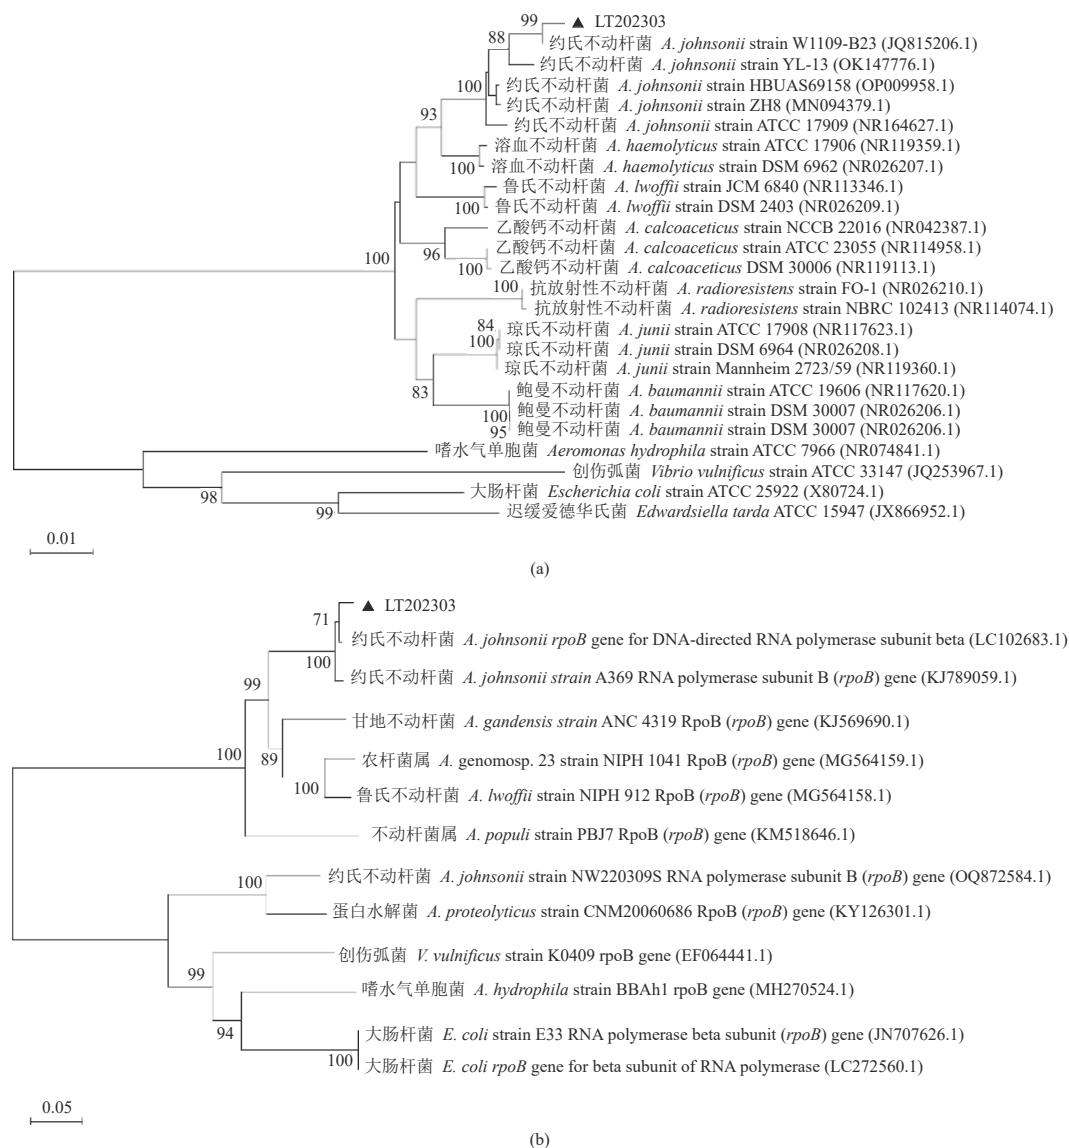 99
▲ LT202303
约氏不动杆菌 A. johnsonii strain W1109-B23 (JQ815206.1)
88
约氏不动杆菌 A. johnsonii strain YL-13 (OK147776.1)
100
约氏不动杆菌 A. johnsonii strain HBUAS69158 (OP009958.1)
约氏不动杆菌 A. johnsonii strain ZH8 (MN094379.1)
93
约氏不动杆菌 A. johnsonii strain ATCC 17909 (NR164627.1)
溶血不动杆菌 A. haemolyticus strain ATCC 17906 (NR119359.1)
100
溶血不动杆菌 A. haemolyticus strain DSM 6962 (NR026207.1)
鲁氏不动杆菌 A. lwoffii strain JCM 6840 (NR113346.1)
100
鲁氏不动杆菌 A. lwoffii strain DSM 2403 (NR026209.1)
乙酸钙不动杆菌 A. calcoaceticus strain NCCB 22016 (NR042387.1)
96
乙酸钙不动杆菌 A. calcoaceticus strain ATCC 23055 (NR114958.1)
100
100
乙酸钙不动杆菌 A. calcoaceticus DSM 30006 (NR119113.1)
100
抗放射性不动杆菌 A. radioresistens strain FO-1 (NR026210.1)
抗放射性不动杆菌 A. radioresistens strain NBRC 102413 (NR114074.1)
84
琼氏不动杆菌 A. junii strain ATCC 17908 (NR117623.1)
100
琼氏不动杆菌 A. junii strain DSM 6964 (NR026208.1)
琼氏不动杆菌 A. junii strain Mannheim 2723/59 (NR119360.1)
83
鲍曼不动杆菌 A. baumannii strain ATCC 19606 (NR117620.1)
100
鲍曼不动杆菌 A. baumannii strain DSM 30007 (NR026206.1)
95
鲍曼不动杆菌 A. baumannii strain DSM 30007 (NR026206.1)
嗜水气单胞菌 Aeromonas hydrophila strain ATCC 7966 (NR074841.1)
创伤弧菌 Vibrio vulnificus strain ATCC 33147 (JQ253967.1)
98
大肠杆菌 Escherichia coli strain ATCC 25922 (X80724.1)
99
迟缓爱德华氏菌 Edwardsiella tarda ATCC 15947 (JX866952.1)
0.01
(a)
▲ LT202303
71
约氏不动杆菌 A. johnsonii rpoB gene for DNA-directed RNA polymerase subunit beta (LC102683.1)
100
约氏不动杆菌 A. johnsonii strain A369 RNA polymerase subunit B (rpoB) gene (KJ789059.1)
99
甘地不动杆菌 A. gandensis strain ANC 4319 RpoB (rpoB) gene (KJ569690.1)
100
89
农杆菌属 A. genomosp. 23 strain NIPH 1041 RpoB (rpoB) gene (MG564159.1)
100
鲁氏不动杆菌 A. lwoffii strain NIPH 912 RpoB (rpoB) gene (MG564158.1)
不动杆菌属 A. populi strain PBJ7 RpoB (rpoB) gene (KM518646.1)
100
约氏不动杆菌 A. johnsonii strain NW220309S RNA polymerase subunit B (rpoB) gene (OQ872584.1)
蛋白水解菌 A. proteolyticus strain CNM20060686 RpoB (rpoB) gene (KY126301.1)
创伤弧菌 V. vulnificus strain K0409 rpoB gene (EF064441.1)
99
嗜水气单胞菌 A. hydrophila strain BBAh1 rpoB gene (MH270524.1)
94
大肠杆菌 E. coli strain E33 RNA polymerase beta subunit (rpoB) gene (JN707626.1)
100
大肠杆菌 E. coli rpoB gene for beta subunit of RNA polymerase (LC272560.1)
0.05
(b)